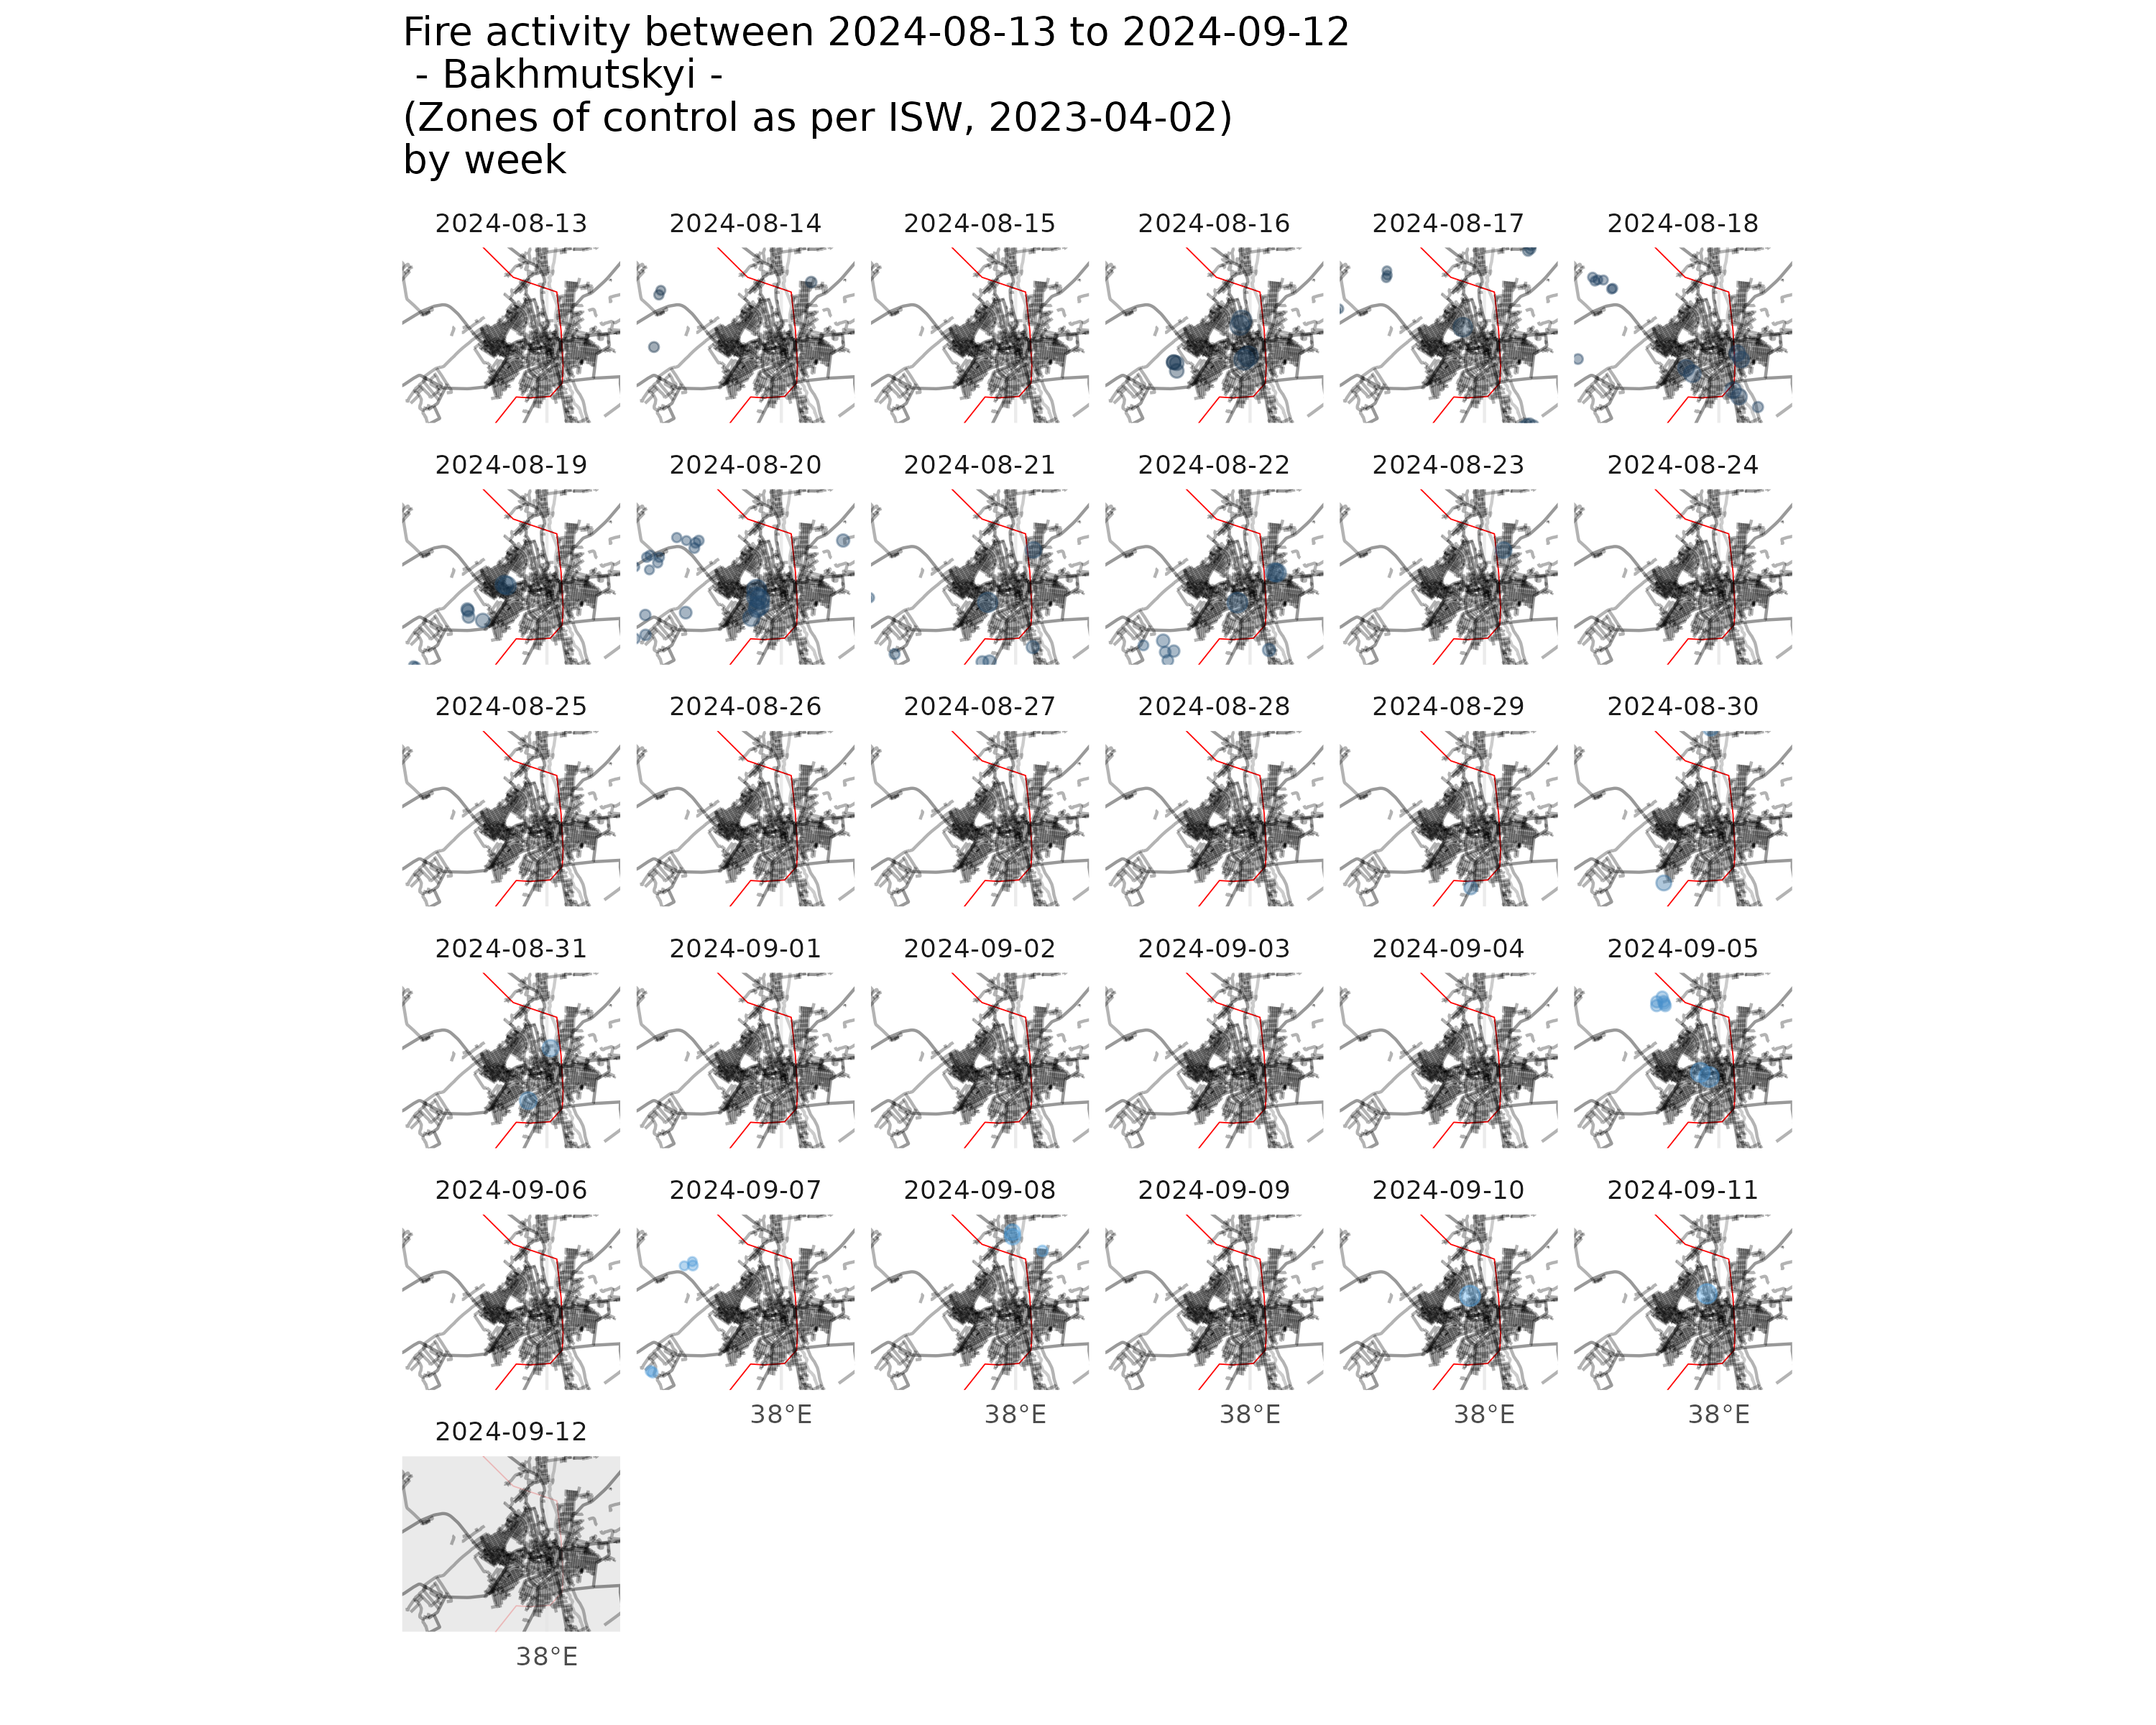 Fire activity between 2024-08-13 to 2024-09-12
- Bakhmutskyi -
(Zones of control as per ISW, 2023-04-02)
by week
2024-08-13 2024-08-14 2024-08-15 2024-08-16 2024-08-17 2024-08-18
2024-08-19 2024-08-20 2024-08-21 2024-08-22 2024-08-23 2024-08-24
2024-08-25 2024-08-26 2024-08-27 2024-08-28 2024-08-29 2024-08-30
2024-08-31 2024-09-01 2024-09-02 2024-09-03 2024-09-04 2024-09-05
2024-09-06 2024-09-07 2024-09-08 2024-09-09 2024-09-10 2024-09-11
38°E 38°E 38°E 38°E 38°E
2024-09-12
38°E